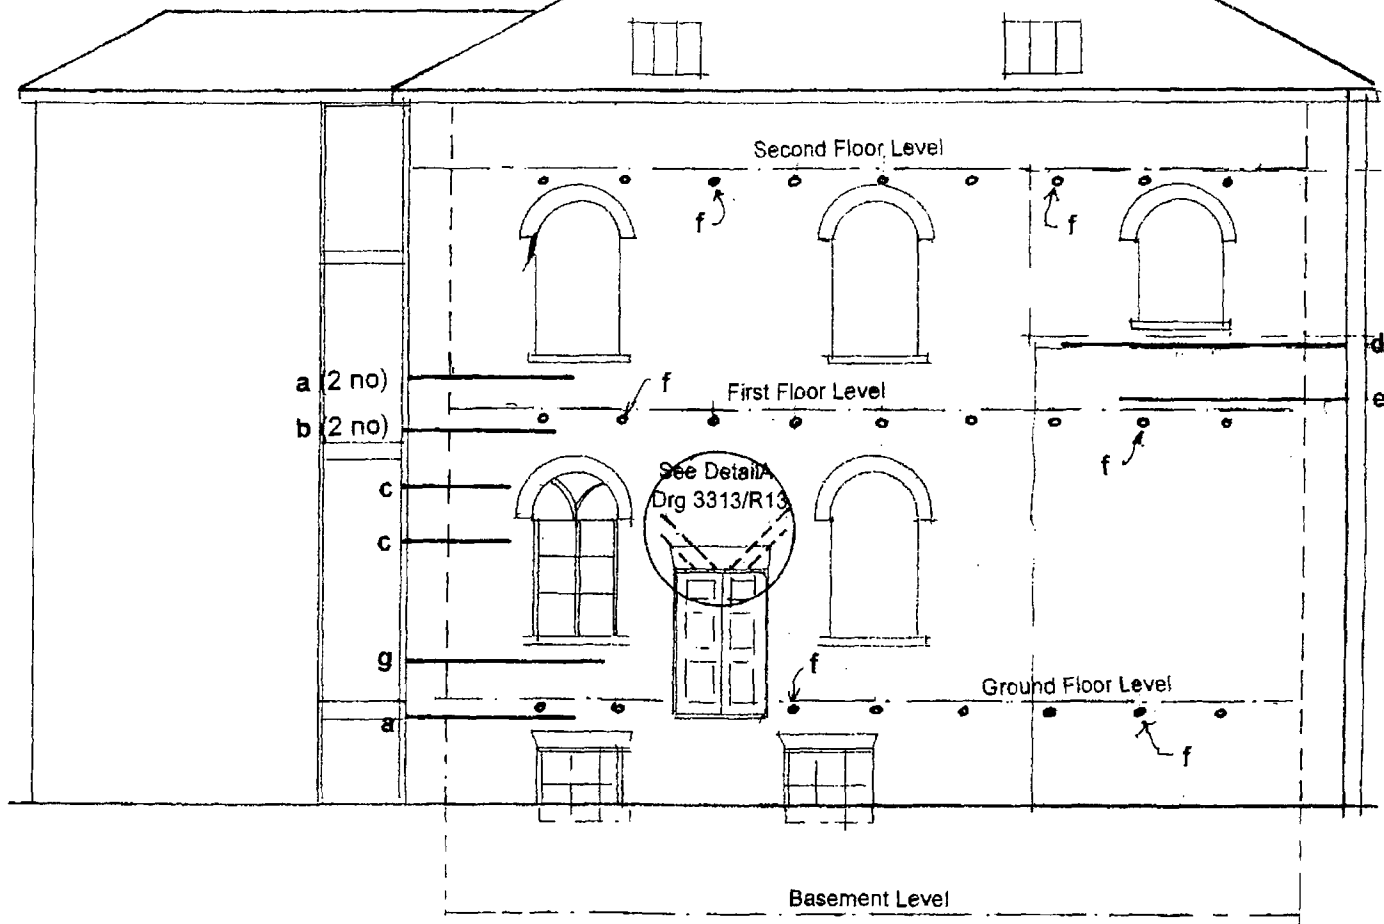 Second Floor Level
f
f
d
a (2 no)
f
First Floor Level
e
b (2 no)
f
See DetailA
Drg 3313/R13
c
c
g
f
Ground Floor Level
a
f
Basement Level